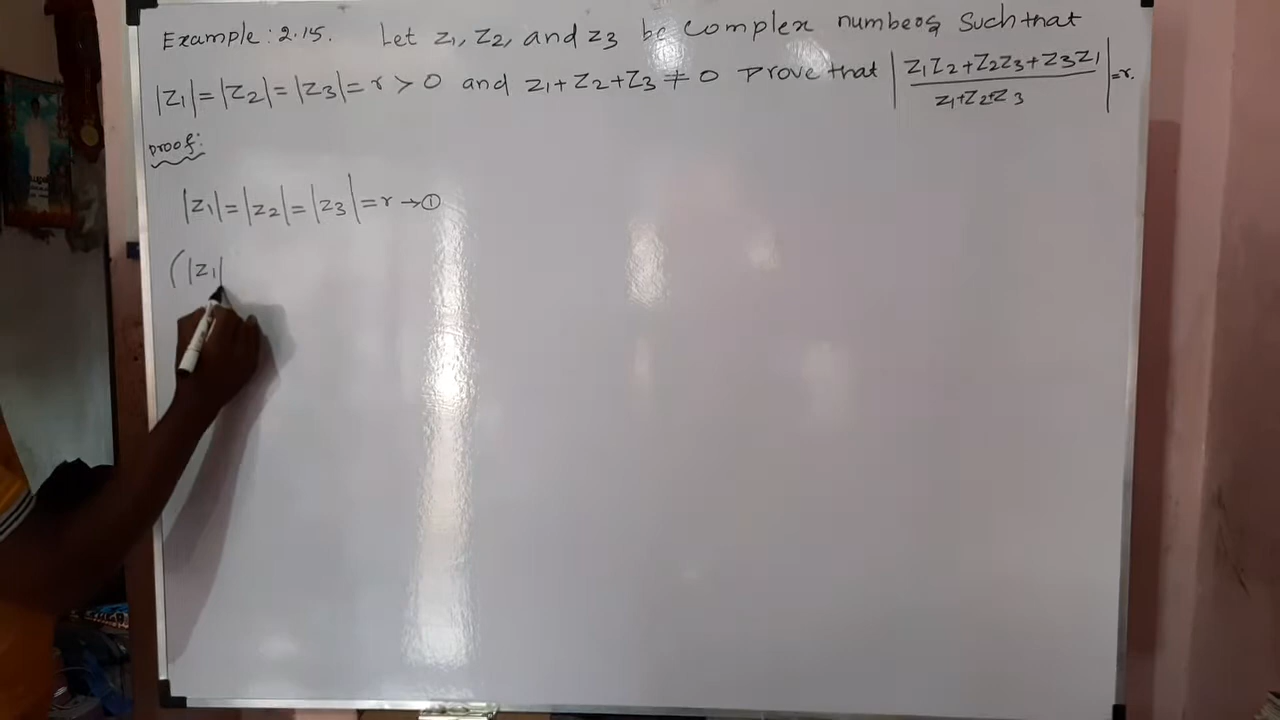 Example: 2.15. Let z₁, z₂, and z₃ be complex numbers such that
|z₁| = |z₂| = |z₃| = r > 0 and z₁ + z₂ + z₃ ≠ 0 prove that | (z₁z₂ + z₂z₃ + z₃z₁) / (z₁ + z₂ + z₃) | = r.
proof:
|z₁| = |z₂| = |z₃| = r → ①
( |z₁|